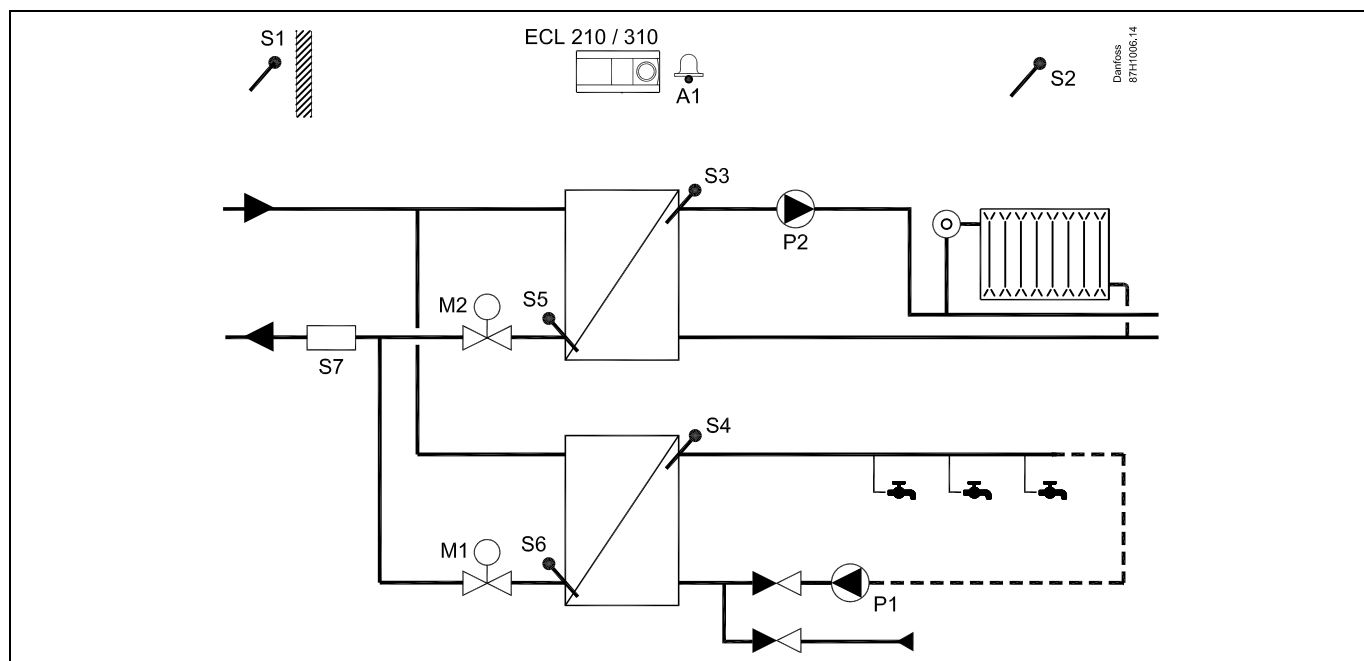 S1
ECL 210 / 310
A1
S2
Danfoss
87H1006.14
S3
P2
M2
S5
S7
S4
M1
S6
P1